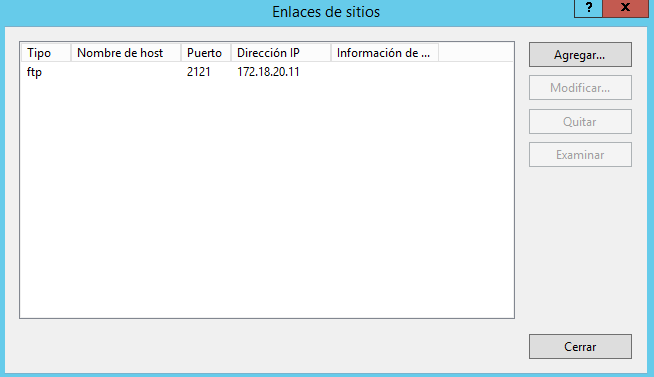 Enlaces de sitios
? x
Tipo Nombre de host Puerto Dirección IP Información de ...
ftp 2121 172.18.20.11
Agregar...
Modificar...
Quitar
Examinar
Cerrar